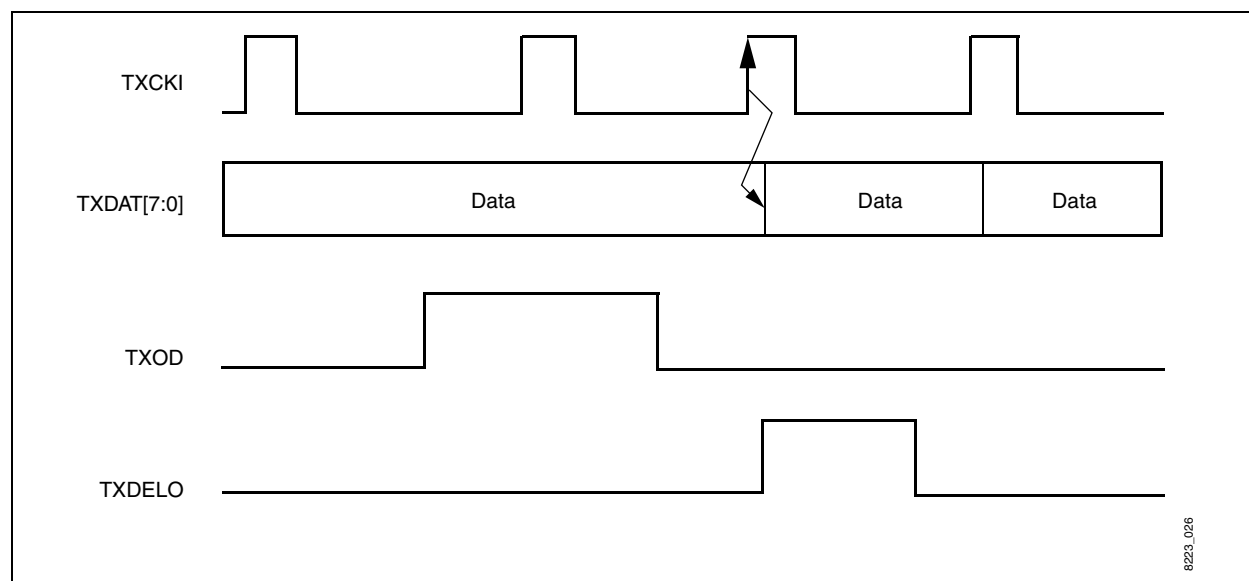 TXCKI
TXDAT[7:0]
Data
Data
Data
TXOD
TXDELO
8223_026